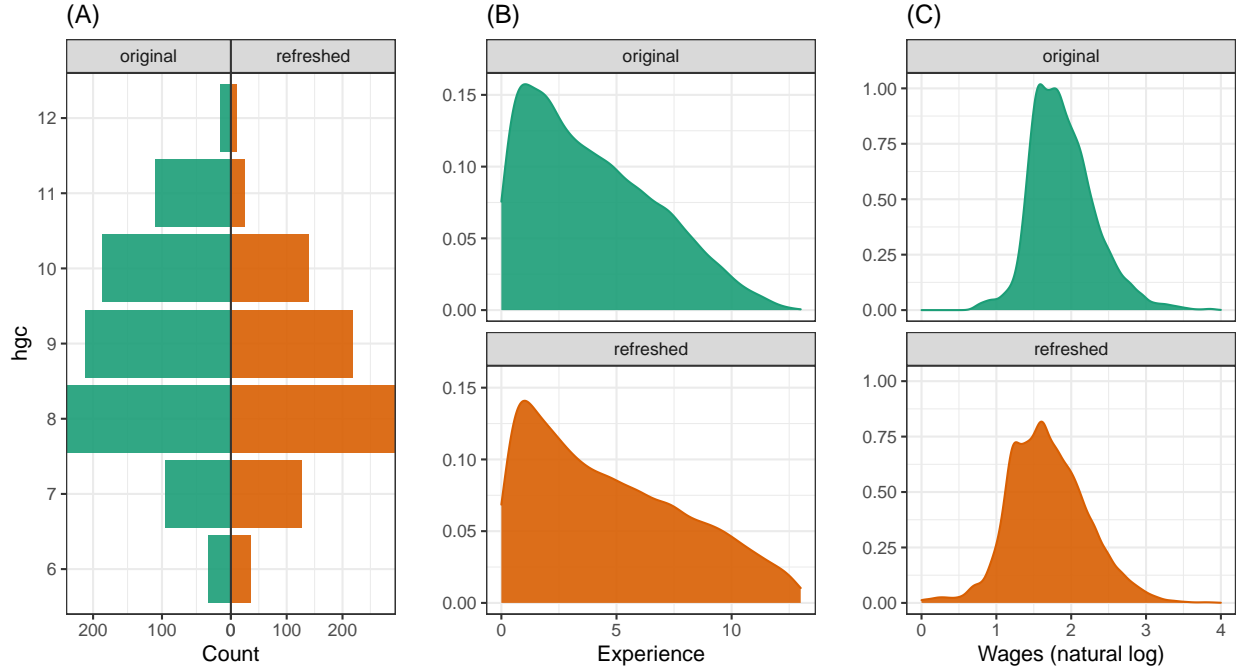 (A)
original refreshed
12
11
10
9
8
7
6
hgc
200 100 0 0 100 200
Count
(B)
original
0.15
0.10
0.05
0.00
refreshed
0.15
0.10
0.05
0.00
0 5 10
Experience
(C)
original
1.00
0.75
0.50
0.25
0.00
refreshed
1.00
0.75
0.50
0.25
0.00
0 1 2 3 4
Wages (natural log)